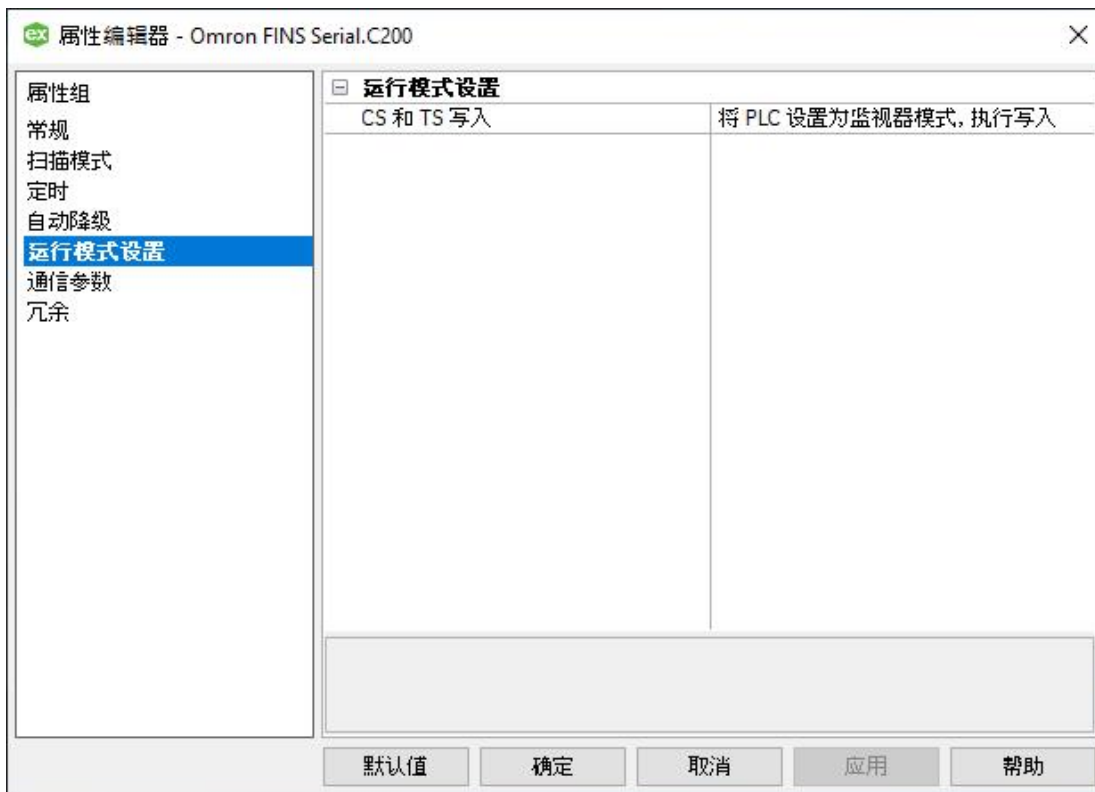 ex 属性编辑器 - Omron FINS Serial.C200
属性组
常规
扫描模式
定时
自动降级
运行模式设置
通信参数
冗余
运行模式设置
CS 和 TS 写入 将 PLC 设置为监视器模式, 执行写入
默认值 确定 取消 应用 帮助